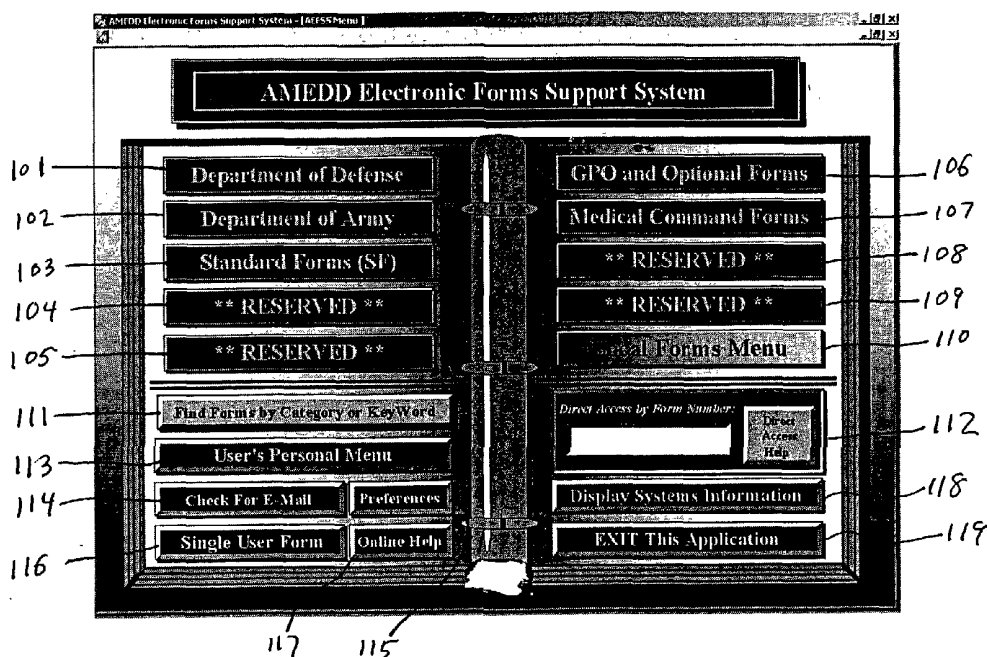 AMEDD Electronic Forms Support System - [AEFSS Menu]
AMEDD Electronic Forms Support System
101
Department of Defense
GPO and Optional Forms
106
102
Department of Army
Medical Command Forms
107
103
Standard Forms (SF)
** RESERVED **
108
104
** RESERVED **
** RESERVED **
109
105
** RESERVED **
Forms Menu
110
111
Find Forms by Category or KeyWord
Direct Access by Form Number:
Direct
Access
Help
112
113
User's Personal Menu
114
Check For E-Mail
Preferences
Display Systems Information
118
116
Single User Form
Online Help
EXIT This Application
119
117
115